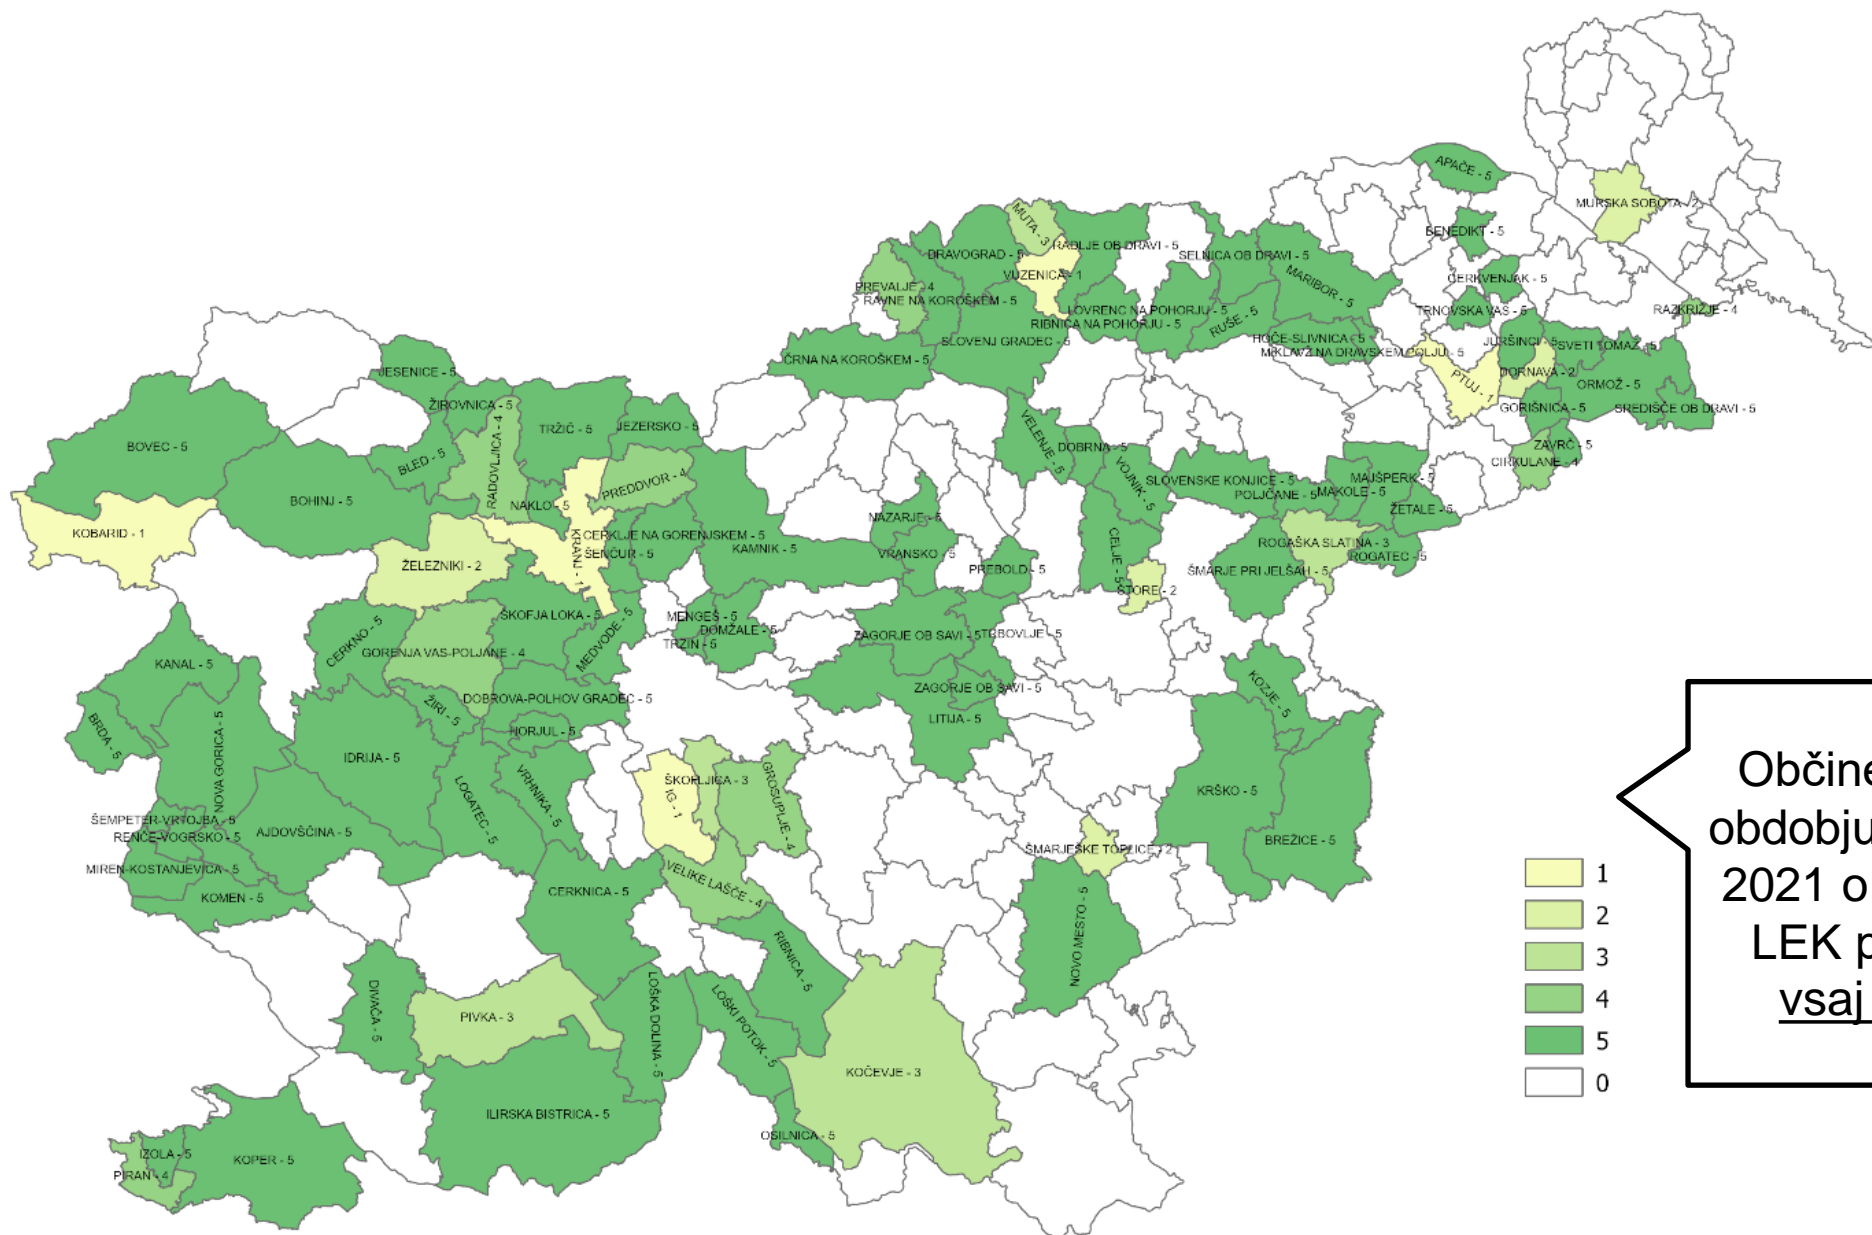 APAČE - 5
MURSKA SOBOTA - 2
BENEDIKT - 5
MUTA - 3
DRAVOGRAD - 5
RADLJE OB DRAVI - 5
SELNICA OB DRAVI - 5
VUZENICA - 1
MARIBOR - 5
CERKVENJAK - 5
PREVALJE - 4
RAVNE NA KOROŠKEM - 5
LOVRENC NA POHORJU - 5
RIBNICA NA POHORJU - 5
RUŠE - 5
TRNOVSKA VAS - 5
RAZKRIŽJE - 4
SLOVENJ GRADEC - 5
HOČE-SLIVNICA - 5
MIKLAVŽ NA DRAVSKEM POLJU - 5
JURŠINCI - 5
SVETI TOMAŽ - 5
ČRNA NA KOROŠKEM - 5
PTUJ - 1
DORNAVA - 2
ORMOŽ - 5
JESENICE - 5
ŽIROVNICA - 5
GORIŠNICA - 5
SREDIŠČE OB DRAVI - 5
BOVEC - 5
BLED - 5
RADOVLJICA - 4
TRŽIČ - 5
JEZERSKO - 5
VELENJE - 5
DOBRNA - 5
VOJNIK - 5
ZAVRČ - 5
CIRKULANE - 4
BOHINJ - 5
NAKLO - 5
PREDDVOR - 4
SLOVENSKE KONJICE - 5
POLJČANE - 5
MAKOLE - 5
MAJŠPERK - 5
ŽETALE - 5
KOBARID - 1
KRANJ - 1
CERKLJE NA GORENJSKEM - 5
ŠENČUR - 5
KAMNIK - 5
NAZARJE - 5
VRANSKO - 5
PREBOLD - 5
CELJE - 5
ROGAŠKA SLATINA - 3
ROGATEC - 5
ŽELEZNIKI - 2
ŠTORE - 2
ŠMARJE PRI JELŠAH - 5
CERKNO - 5
ŠKOFJA LOKA - 5
MEDVODE - 5
MENGEŠ - 5
DOMŽALE - 5
TRZIN - 5
ZAGORJE OB SAVI - 5
TRBOVLJE - 5
KANAL - 5
GORENJA VAS-POLJANE - 4
ŽIRI - 5
DOBROVA-POLHOV GRADEC - 5
ZAGORJE OB SAVI - 5
KOZJE - 5
BRDA - 5
NOVA GORICA - 5
HORJUL - 5
LITIJA - 5
IDRIJA - 5
LOGATEC - 5
VRHNIKA - 5
ŠKOFLJICA - 3
IG - 1
GROSUPLJE - 4
KRŠKO - 5
ŠEMPETER-VRTOJBA - 5
RENČE-VOGRSKO - 5
AJDOVŠČINA - 5
BREŽICE - 5
MIREN-KOSTANJEVICA - 5
KOMEN - 5
CERKNICA - 5
VELIKE LAŠČE - 4
ŠMARJEŠKE TOPLICE - 2
NOVO MESTO - 5
RIBNICA - 5
DIVAČA - 5
PIVKA - 3
LOŠKA DOLINA - 5
LOŠKI POTOK - 5
KOČEVJE - 3
ILIRSKA BISTRICA - 5
OSILNICA - 5
IZOLA - 5
PIRAN - 4
KOPER - 5
1
2
3
4
5
0
Občine
obdobju
2021 o
LEK p
vsaj